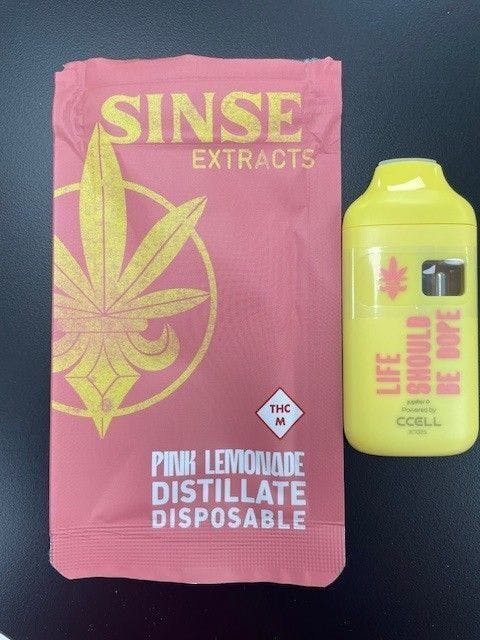 SINSE
EXTRACTS
THC
M
PINK LEMONADE
DISTILLATE
DISPOSABLE
LIFE
SHOULD
BE DOPE
Powered by
CCELL